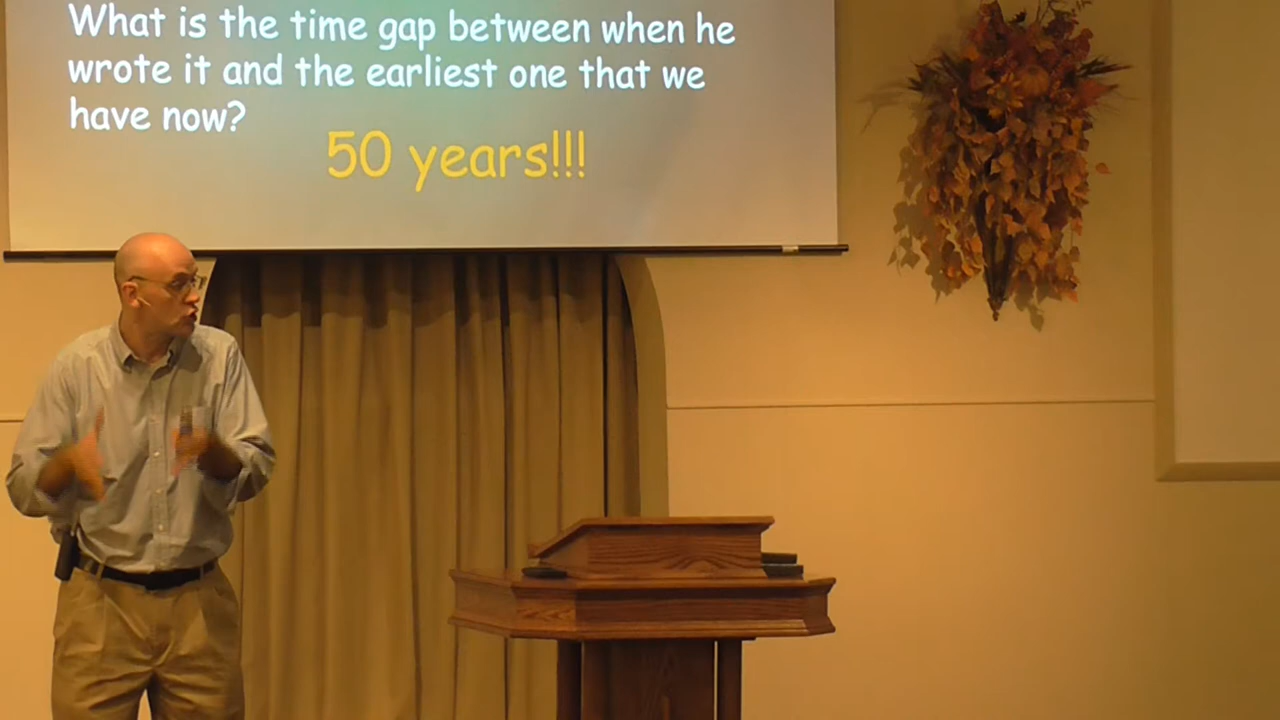 What is the time gap between when he
wrote it and the earliest one that we
have now?
50 years!!!